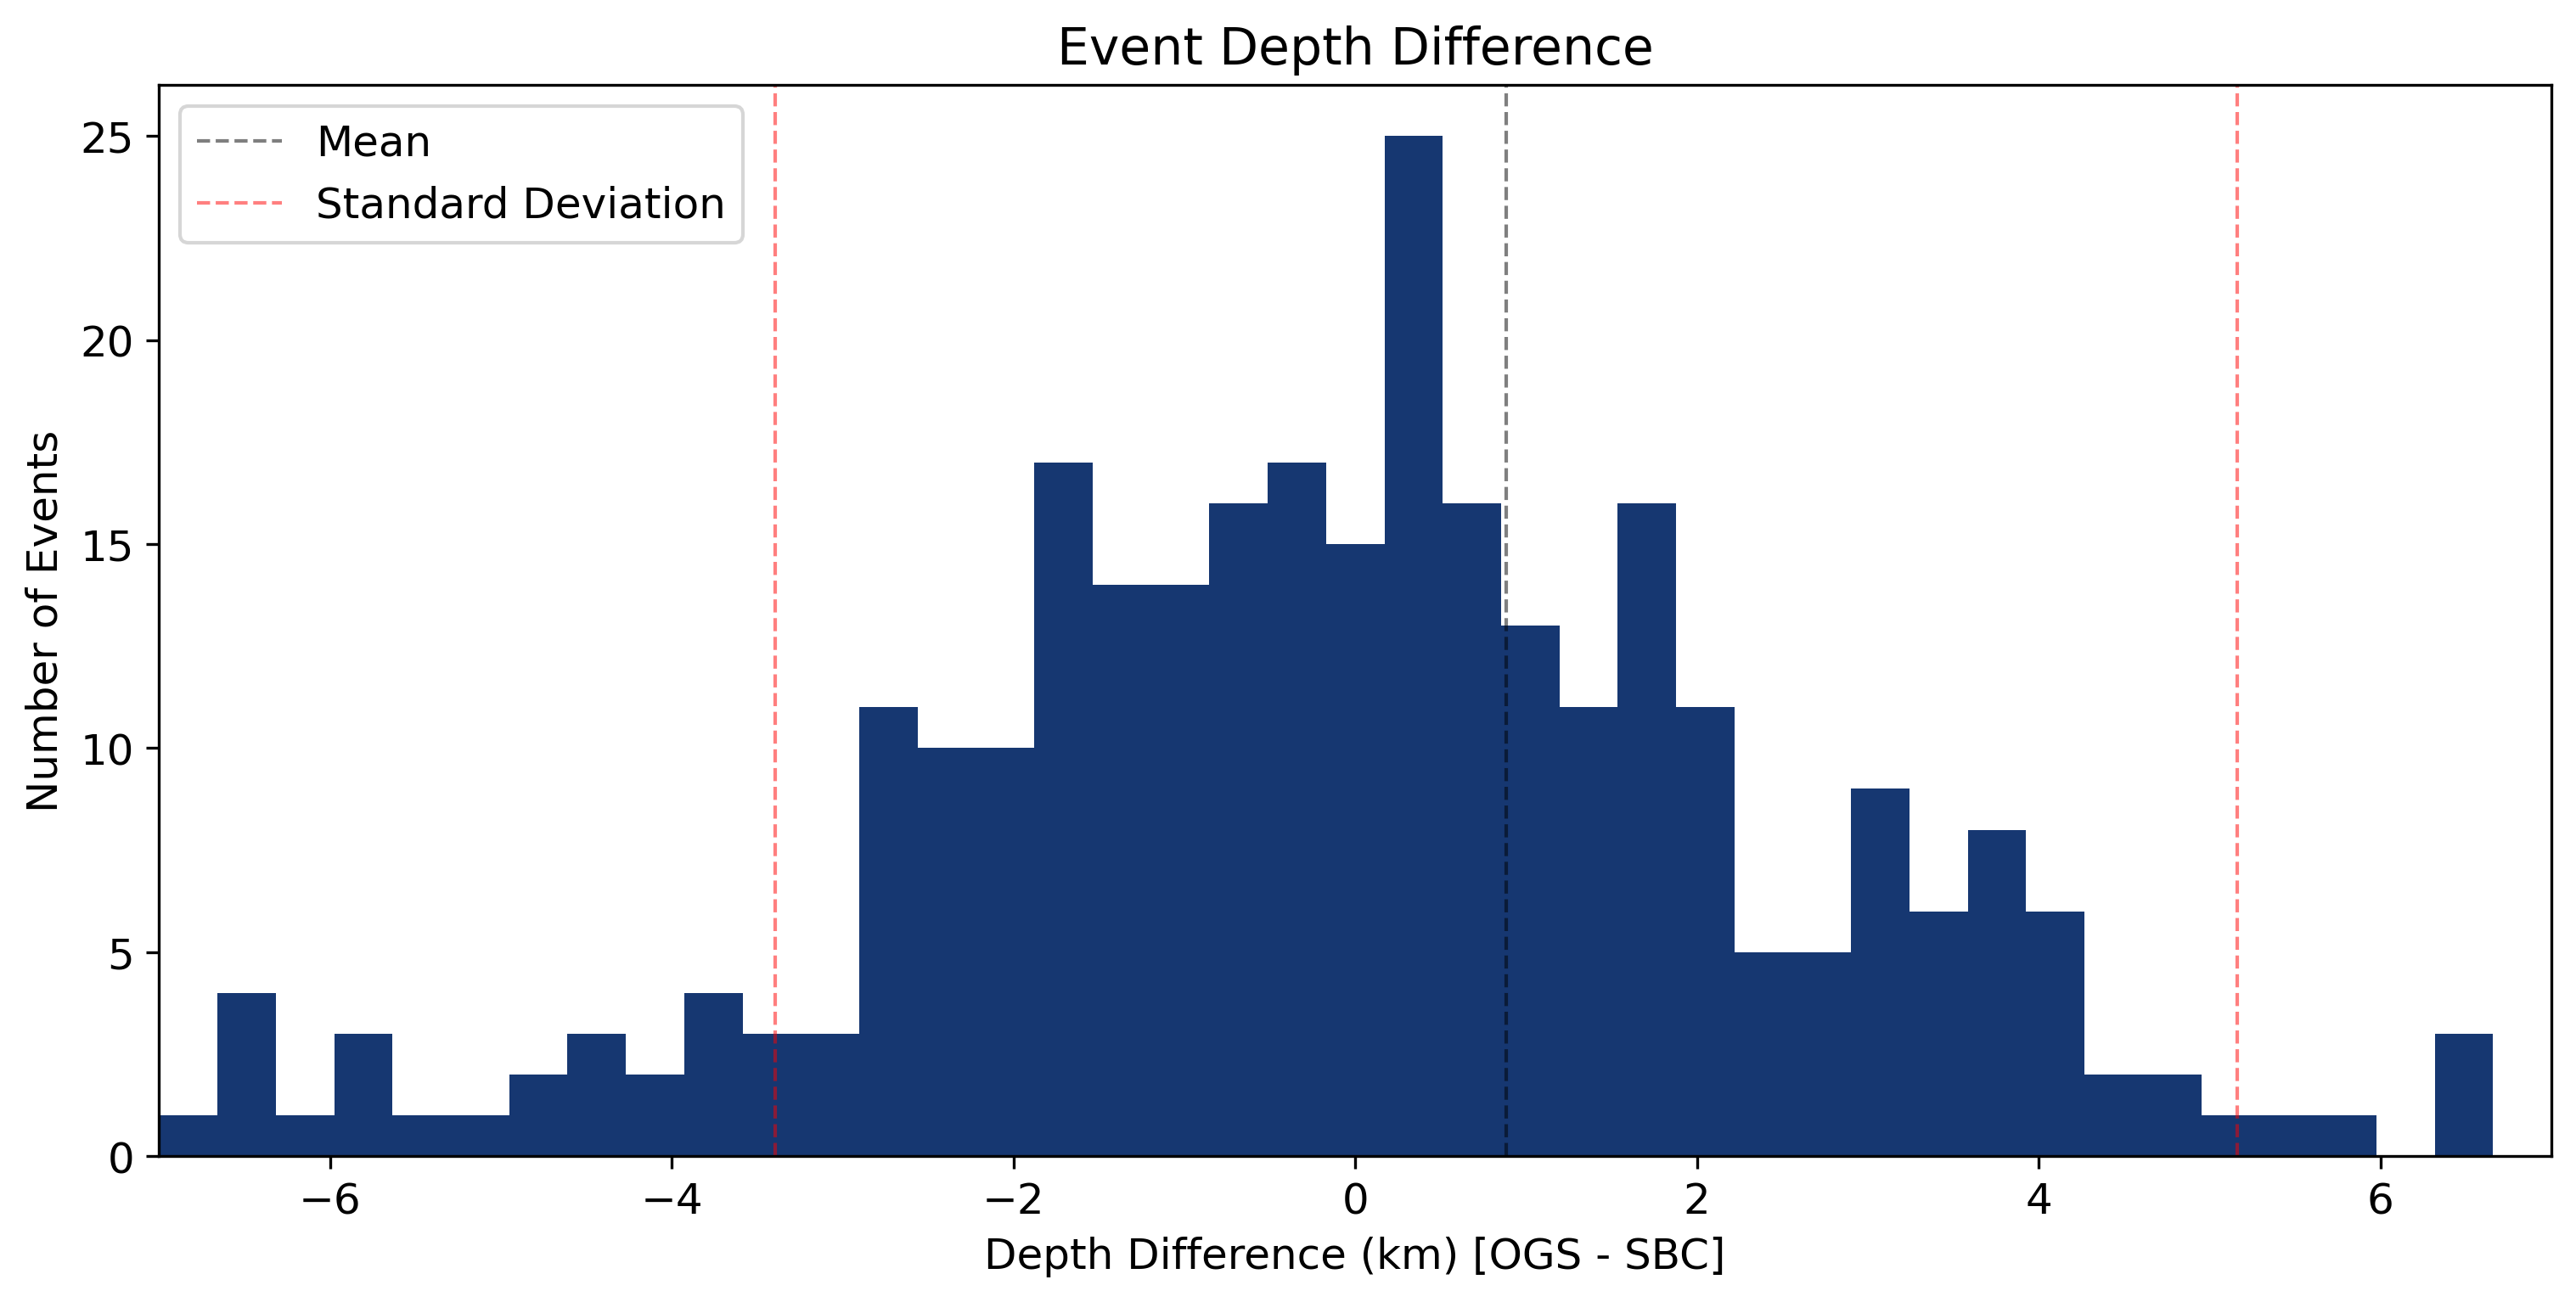 Event Depth Difference
Mean
Standard Deviation
25
20
15
10
5
0
Number of Events
−6 −4 −2 0 2 4 6
Depth Difference (km) [OGS - SBC]